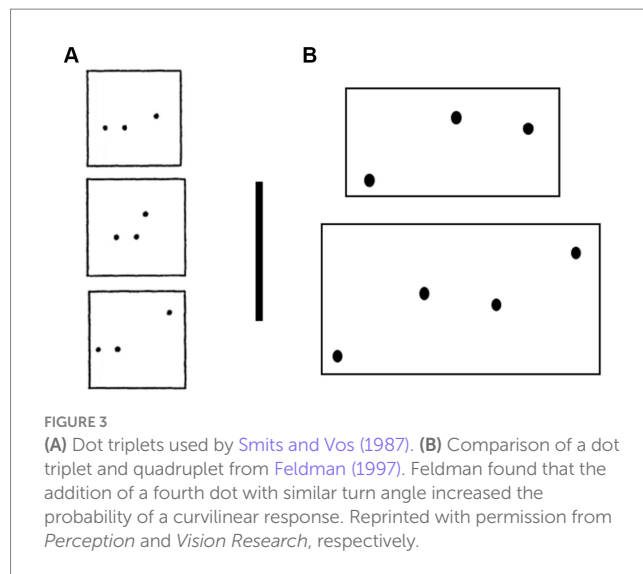 A
B
FIGURE 3
(A) Dot triplets used by Smits and Vos (1987). (B) Comparison of a dot
triplet and quadruplet from Feldman (1997). Feldman found that the
addition of a fourth dot with similar turn angle increased the
probability of a curvilinear response. Reprinted with permission from
Perception and Vision Research, respectively.